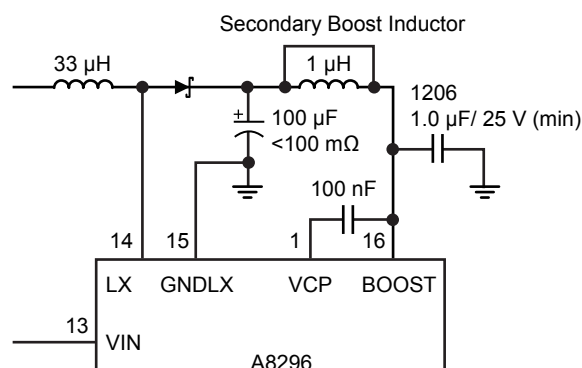 Secondary Boost Inductor
33 µH
1 µH
1206
1.0 µF/ 25 V (min)
+
100 µF
<100 mΩ
100 nF
14
15
1
16
LX
GNDLX
VCP
BOOST
13
VIN
A8296